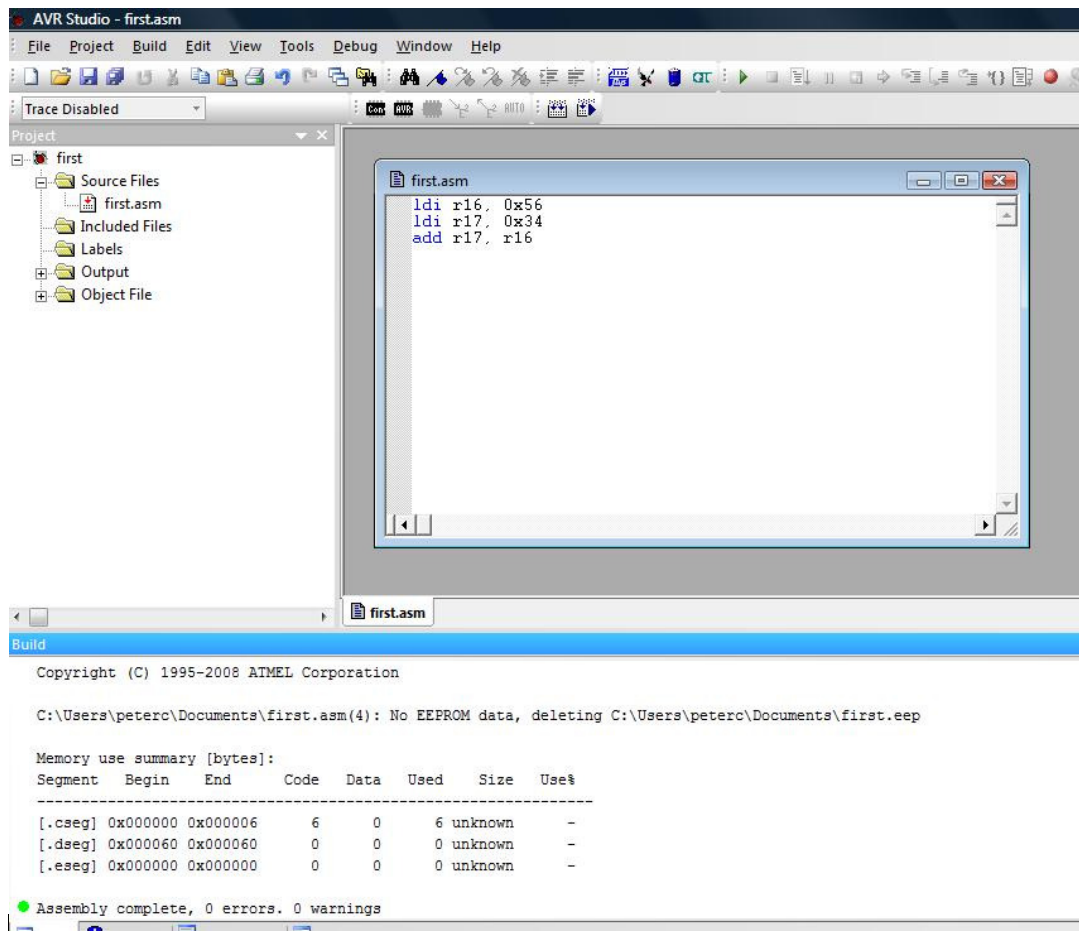 AVR Studio - first.asm
File Project Build Edit View Tools Debug Window Help
Trace Disabled
Con AVR AUTO
Project
first
Source Files
first.asm
Included Files
Labels
Output
Object File
first.asm
ldi r16, 0x56
ldi r17, 0x34
add r17, r16
first.asm
Build
Copyright (C) 1995-2008 ATMEL Corporation
C:\Users\peterc\Documents\first.asm(4): No EEPROM data, deleting C:\Users\peterc\Documents\first.eep
Memory use summary [bytes]:
Segment Begin End Code Data Used Size Use%
---------------------------------------------------------------
[.cseg] 0x000000 0x000006 6 0 6 unknown -
[.dseg] 0x000060 0x000060 0 0 0 unknown -
[.eseg] 0x000000 0x000000 0 0 0 unknown -
Assembly complete, 0 errors. 0 warnings